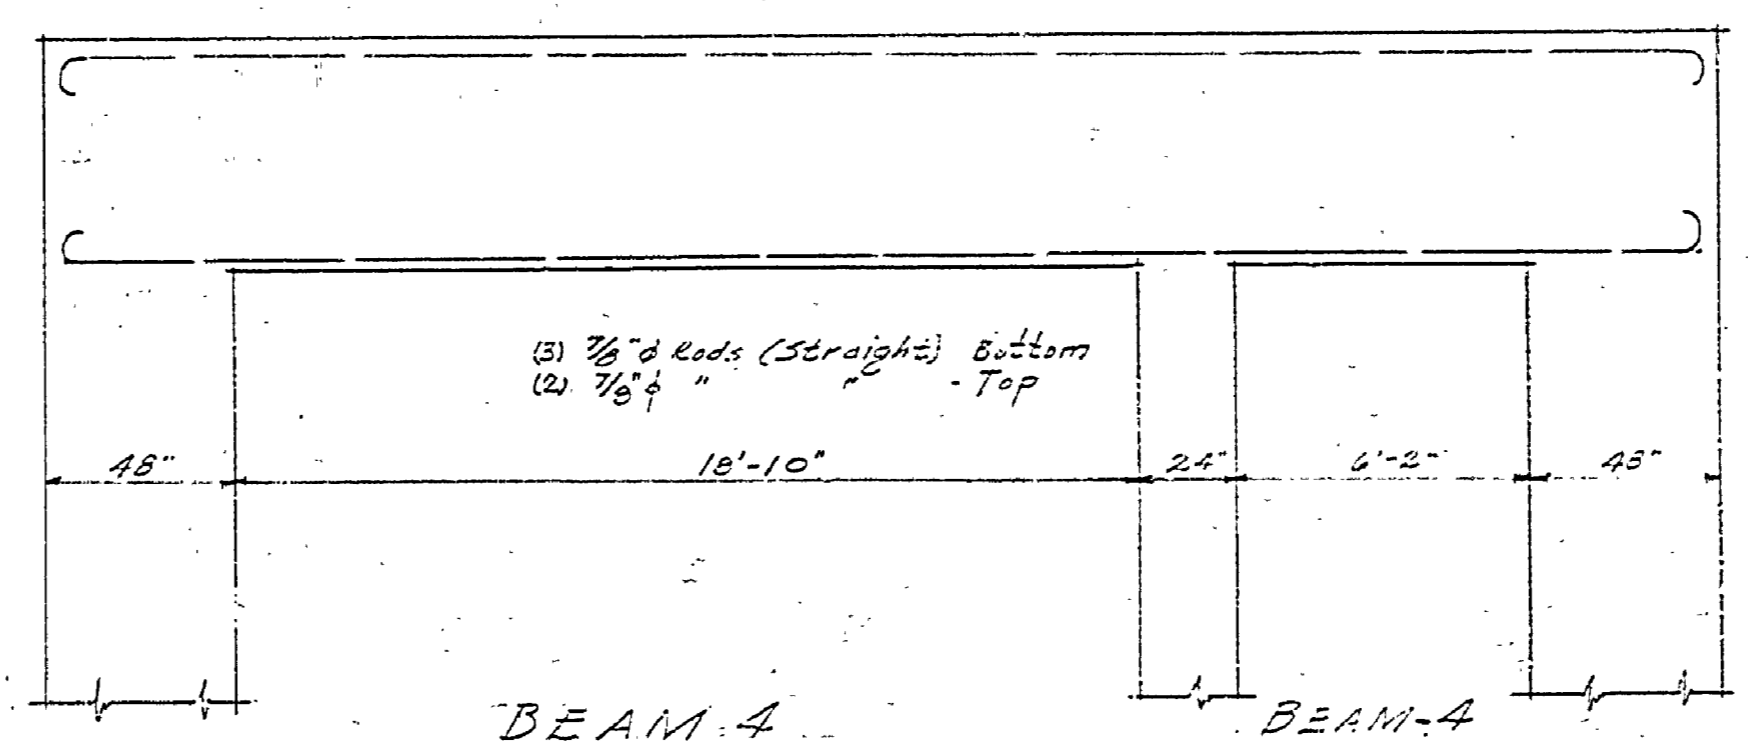 (3) 7/8"φ Rods (Straight) Bottom
(2) 7/8"φ " " - Top
48" 18'-10" 24" 6'-2" 48"
BEAM-4 BEAM-4